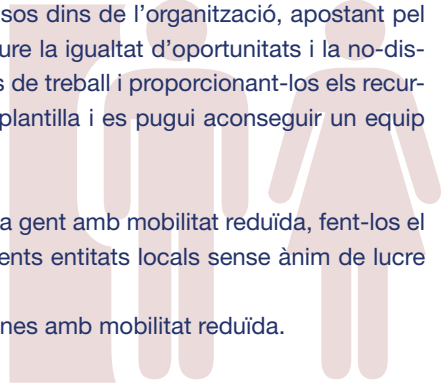 sos dins de l’organització, apostant pel
ure la igualtat d’oportunitats i la no-dis-
s de treball i proporcionant-los els recur-
plantilla i es pugui aconseguir un equip
a gent amb mobilitat reduïda, fent-los el
ents entitats locals sense ànim de lucre
nes amb mobilitat reduïda.